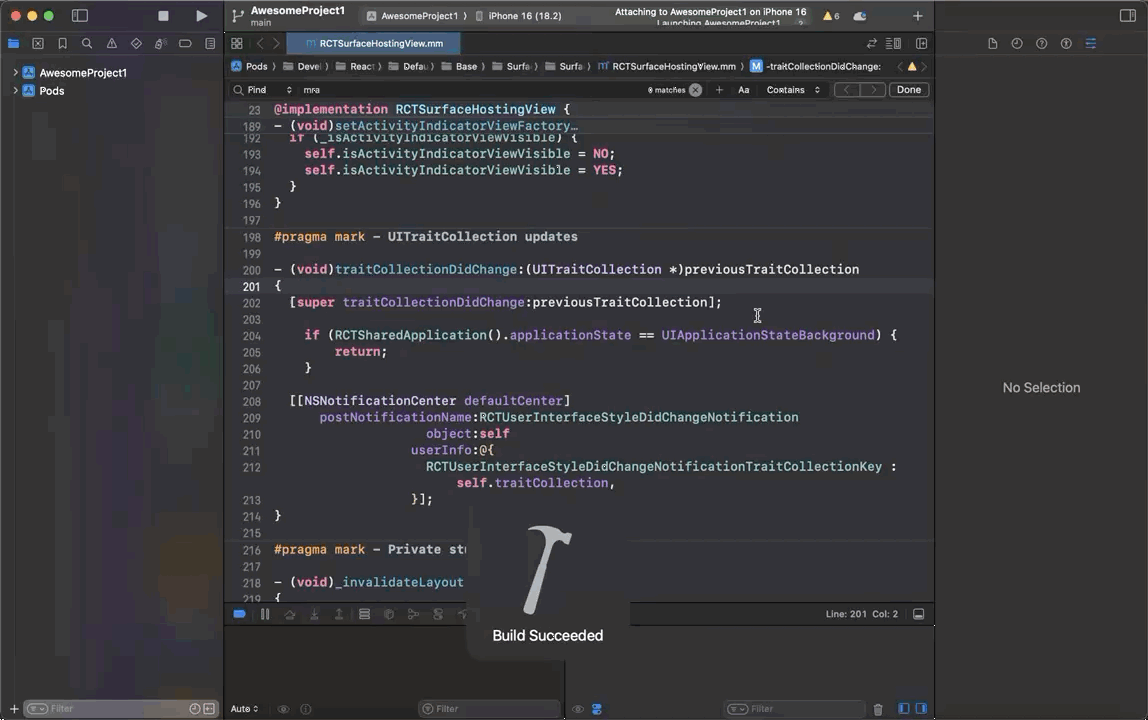 AwesomeProject1
main
AwesomeProject1 〉 iPhone 16 (18.2)
Attaching to AwesomeProject1 on iPhone 16
Launching AwesomeProject1
6
RCTSurfaceHostingView.mm
AwesomeProject1
Pods
Pods 〉 Devel 〉 React 〉 Defau 〉 Base 〉 Surfa 〉 Surfa 〉 RCTSurfaceHostingView.mm 〉 M -traitCollectionDidChange:
Find mra 6 matches Aa Contains Done
23 @implementation RCTSurfaceHostingView {
189 - (void)setActivityIndicatorViewFactory…
192 if (_isActivityIndicatorViewVisible) {
193 self.isActivityIndicatorViewVisible = NO;
194 self.isActivityIndicatorViewVisible = YES;
195 }
196 }
197
198 #pragma mark - UITraitCollection updates
199
200 - (void)traitCollectionDidChange:(UITraitCollection *)previousTraitCollection
201 {
202 [super traitCollectionDidChange:previousTraitCollection];
203
204 if (RCTSharedApplication().applicationState == UIApplicationStateBackground) {
205 return;
206 }
207
208 [[NSNotificationCenter defaultCenter]
209 postNotificationName:RCTUserInterfaceStyleDidChangeNotification
210 object:self
211 userInfo:@{
212 RCTUserInterfaceStyleDidChangeNotificationTraitCollectionKey :
self.traitCollection,
213 }];
214 }
215
216 #pragma mark - Private stu
217
218 - (void)_invalidateLayout
219 {
No Selection
Build Succeeded
Line: 201 Col: 2
Filter
Auto
Filter
Filter